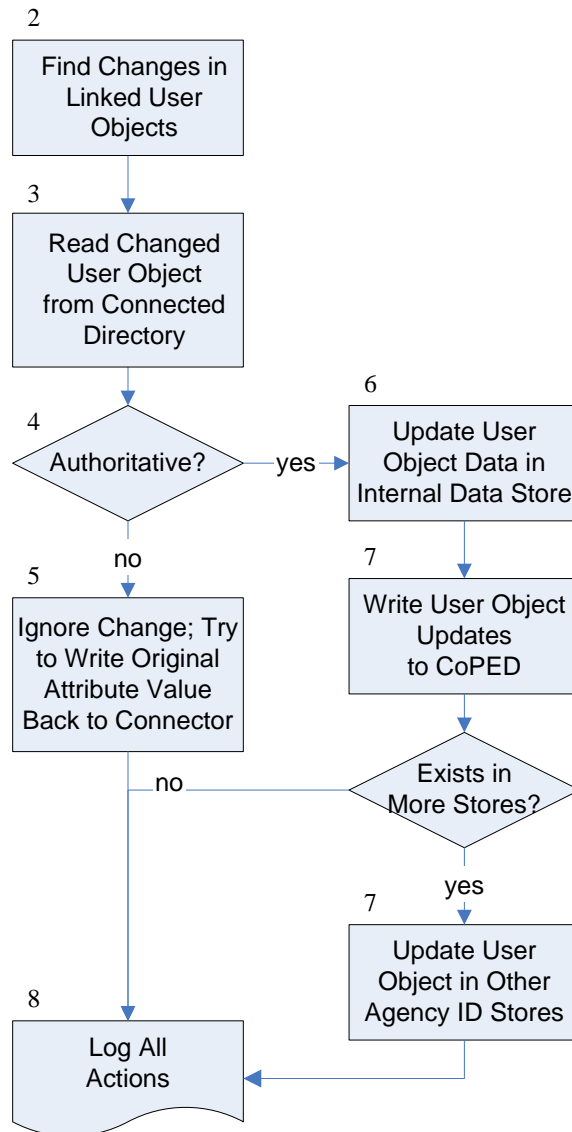 2
Find Changes in
Linked User
Objects
3
Read Changed
User Object
from Connected
Directory
4
Authoritative?
yes
6
Update User
Object Data in
Internal Data Store
no
5
Ignore Change; Try
to Write Original
Attribute Value
Back to Connector
7
Write User Object
Updates
to CoPED
Exists in
More Stores?
no
yes
7
Update User
Object in Other
Agency ID Stores
8
Log All
Actions